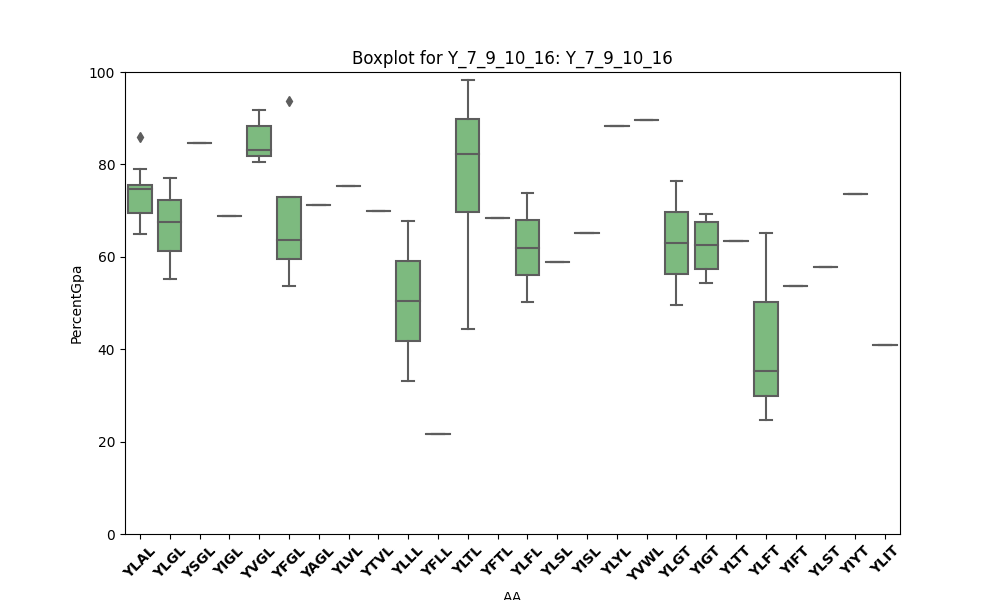 Boxplot for Y_7_9_10_16: Y_7_9_10_16
PercentGpa
100
80
60
40
20
0
YLAL YLGL YSGL YIGL YVGL YFGL YAGL YLVL YTVL YLLL YFLL YLTL YFTL YLFL YLSL YISL YLYL YVWL YLGT YIGT YLTT YLFT YIFT YLST YIYT YLIT
AA